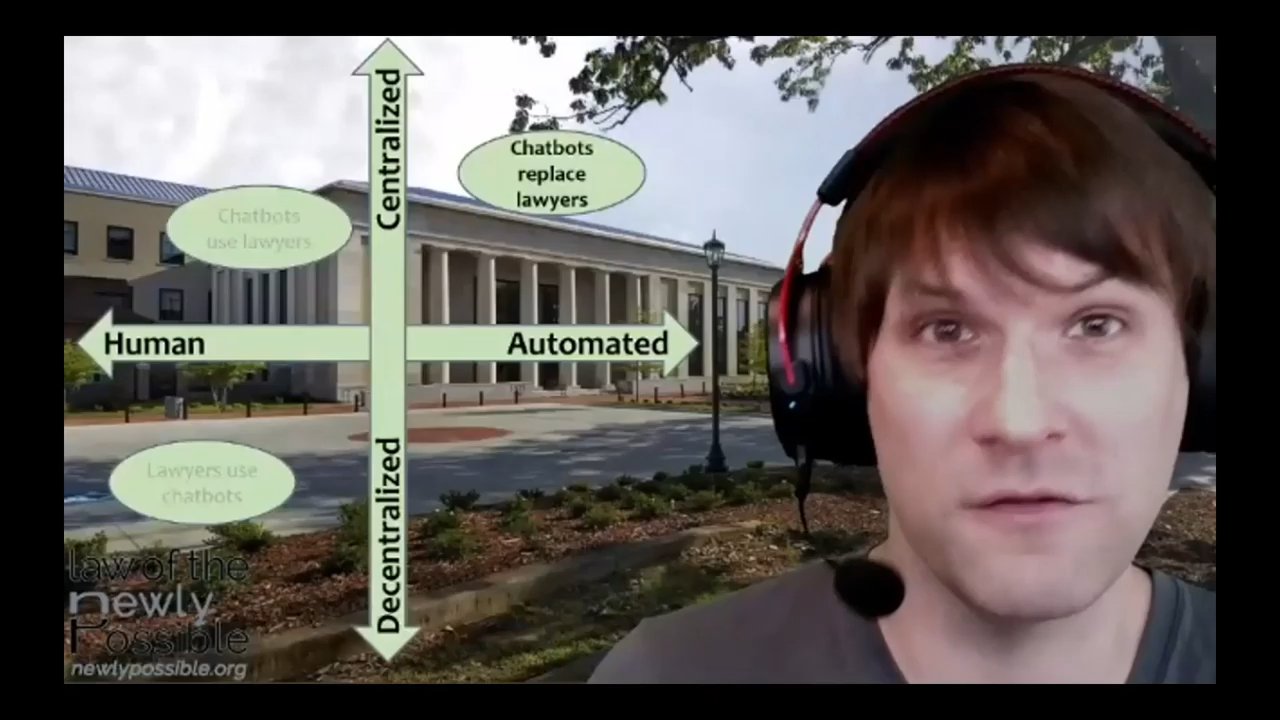 Centralized
Chatbots
replace
lawyers
Chatbots
use lawyers
Human
Automated
Lawyers use
chatbots
Decentralized
law of the
newly
Possible
newlypossible.org